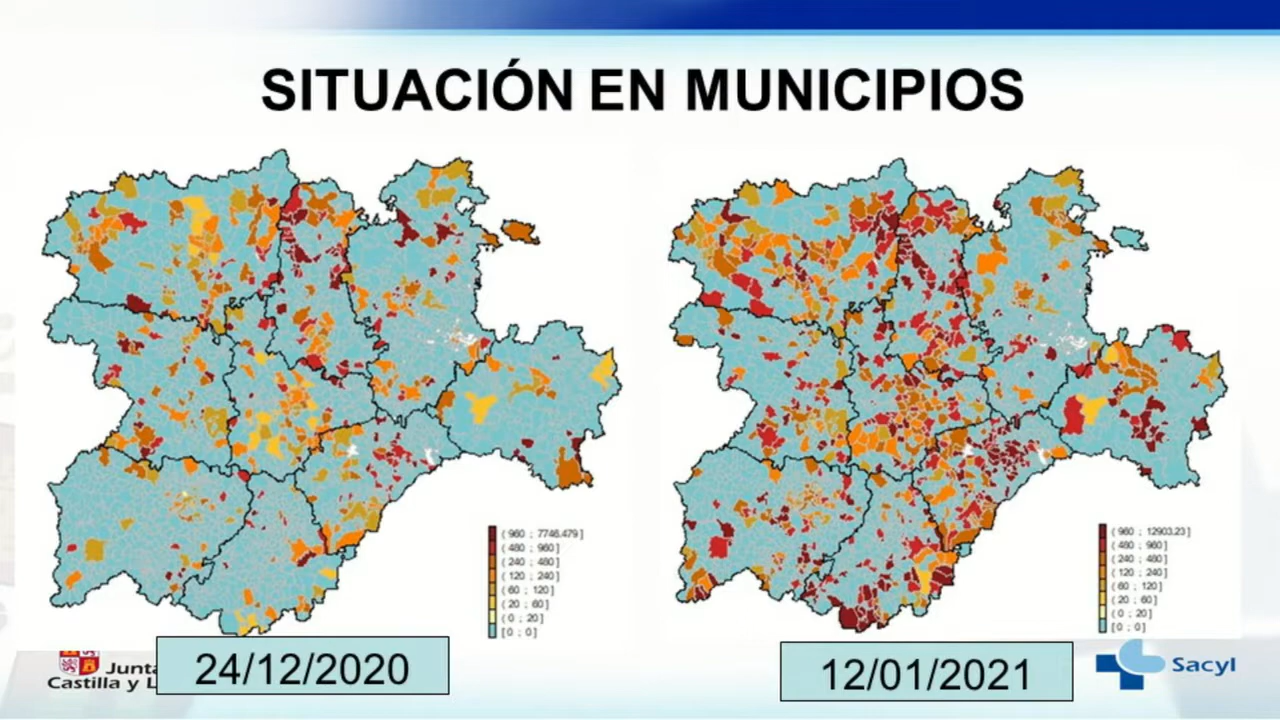 SITUACIÓN EN MUNICIPIOS
( 960 ; 7746.479 ]
( 480 ; 960 ]
( 240 ; 480 ]
( 120 ; 240 ]
( 60 ; 120 ]
( 20 ; 60 ]
( 0 ; 20 ]
[ 0 ; 0 ]
( 960 ; 12903.23 ]
( 480 ; 960 ]
( 240 ; 480 ]
( 120 ; 240 ]
( 60 ; 120 ]
( 20 ; 60 ]
( 0 ; 20 ]
[ 0 ; 0 ]
Junta
Castilla y L
24/12/2020
12/01/2021
Sacyl